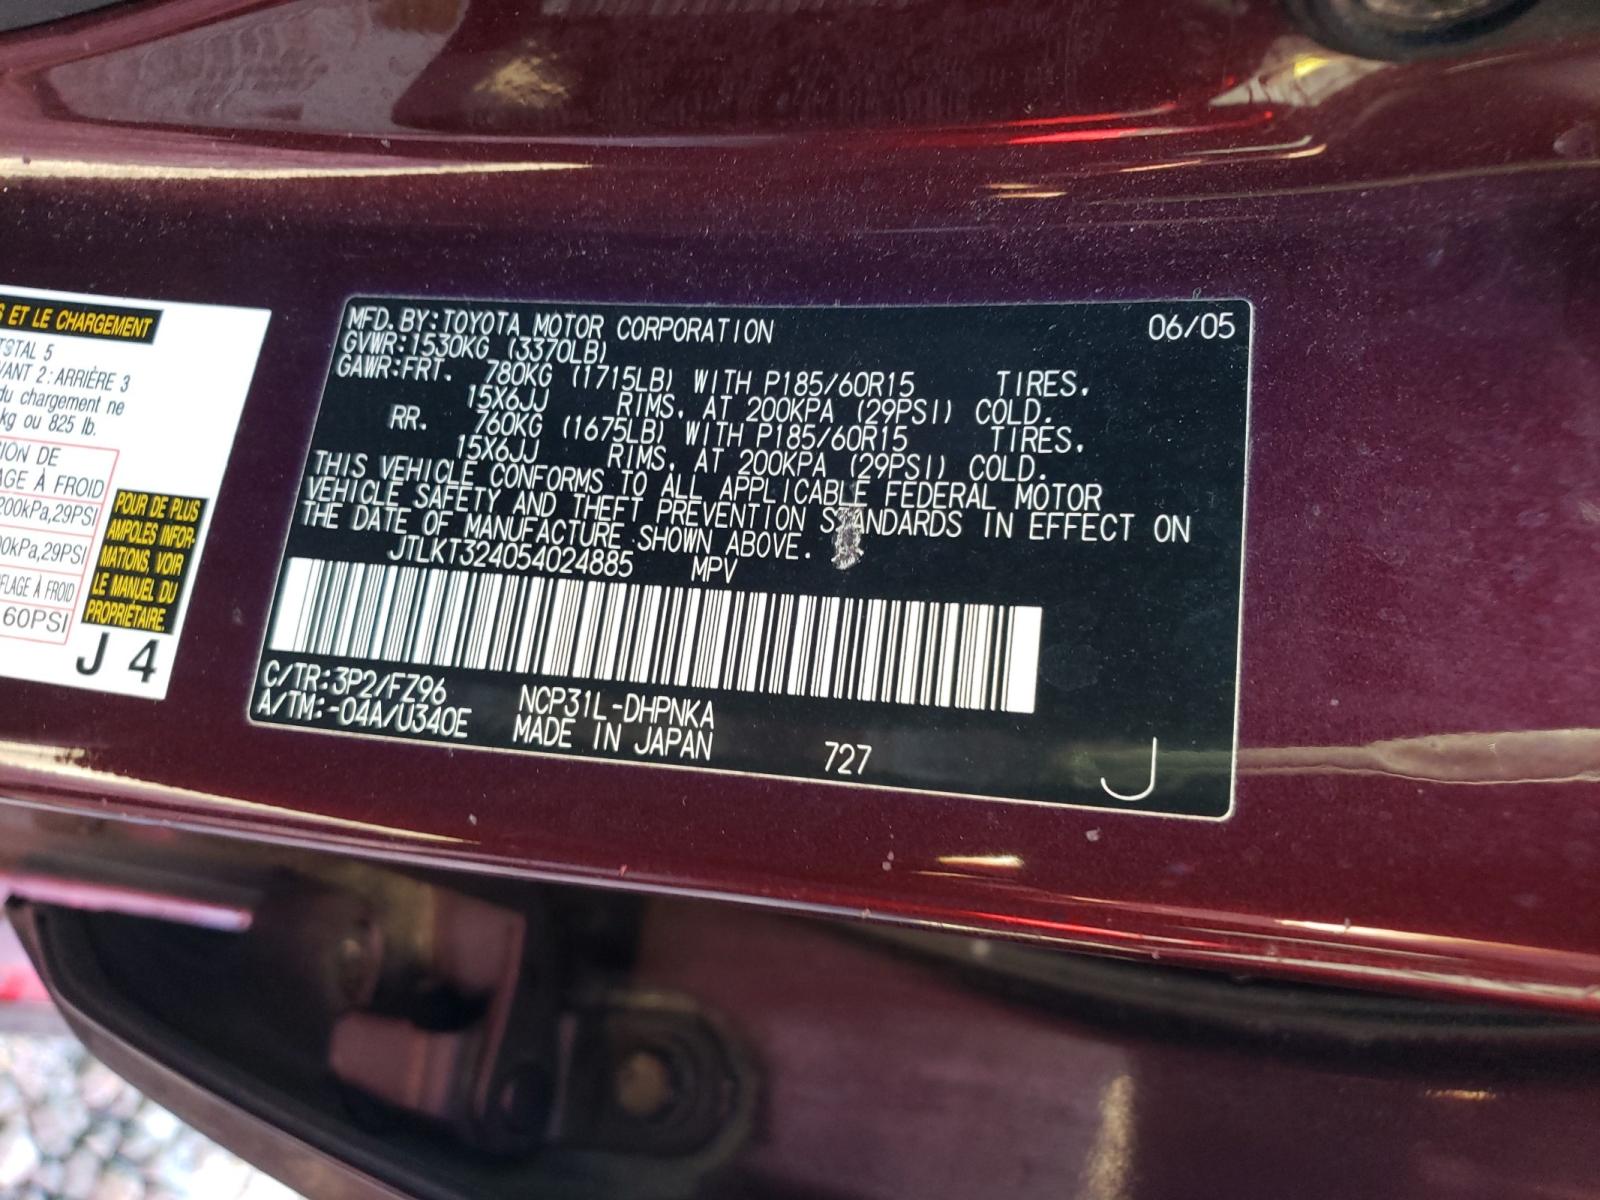 S ET LE CHARGEMENT
TOTAL 5
VANT 2 : ARRIÈRE 3
du chargement ne
kg ou 825 lb.
ION DE
AGE À FROID
200kPa,29PSI
00kPa,29PSI
FLAGE À FROID
60PSI
POUR DE PLUS
AMPLES INFOR-
MATIONS, VOIR
LE MANUEL DU
PROPRIÉTAIRE.
J 4
MFD. BY: TOYOTA MOTOR CORPORATION 06/05
GVWR: 1530KG (3370LB)
GAWR: FRT. 780KG (1715LB) WITH P185/60R15 TIRES.
15X6JJ RIMS, AT 200KPA (29PSI) COLD.
RR. 760KG (1675LB) WITH P185/60R15 TIRES,
15X6JJ RIMS, AT 200KPA (29PSI) COLD.
THIS VEHICLE CONFORMS TO ALL APPLICABLE FEDERAL MOTOR
VEHICLE SAFETY AND THEFT PREVENTION STANDARDS IN EFFECT ON
THE DATE OF MANUFACTURE SHOWN ABOVE.
JTLKT324054024885 MPV
C/TR: 3P2/FZ96 NCP31L-DHPNKA
A/TM: -04A/U340E MADE IN JAPAN 727 J